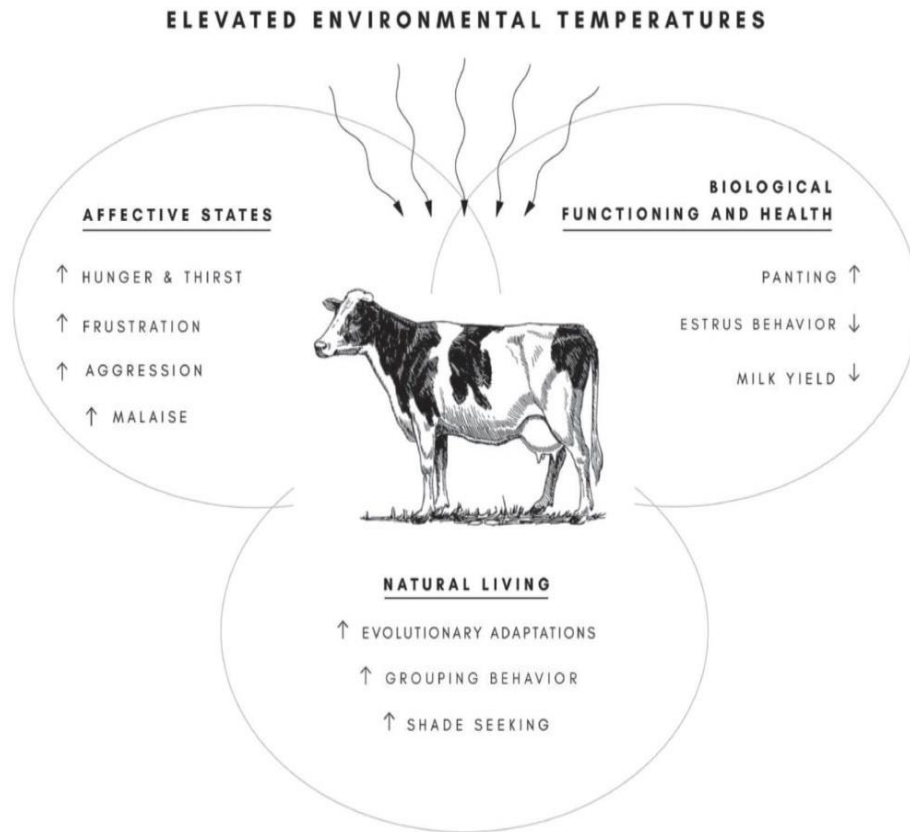 ELEVATED ENVIRONMENTAL TEMPERATURES
AFFECTIVE STATES
↑ HUNGER & THIRST
↑ FRUSTRATION
↑ AGGRESSION
↑ MALAISE
BIOLOGICAL
FUNCTIONING AND HEALTH
PANTING ↑
ESTRUS BEHAVIOR ↓
MILK YIELD ↓
NATURAL LIVING
↑ EVOLUTIONARY ADAPTATIONS
↑ GROUPING BEHAVIOR
↑ SHADE SEEKING